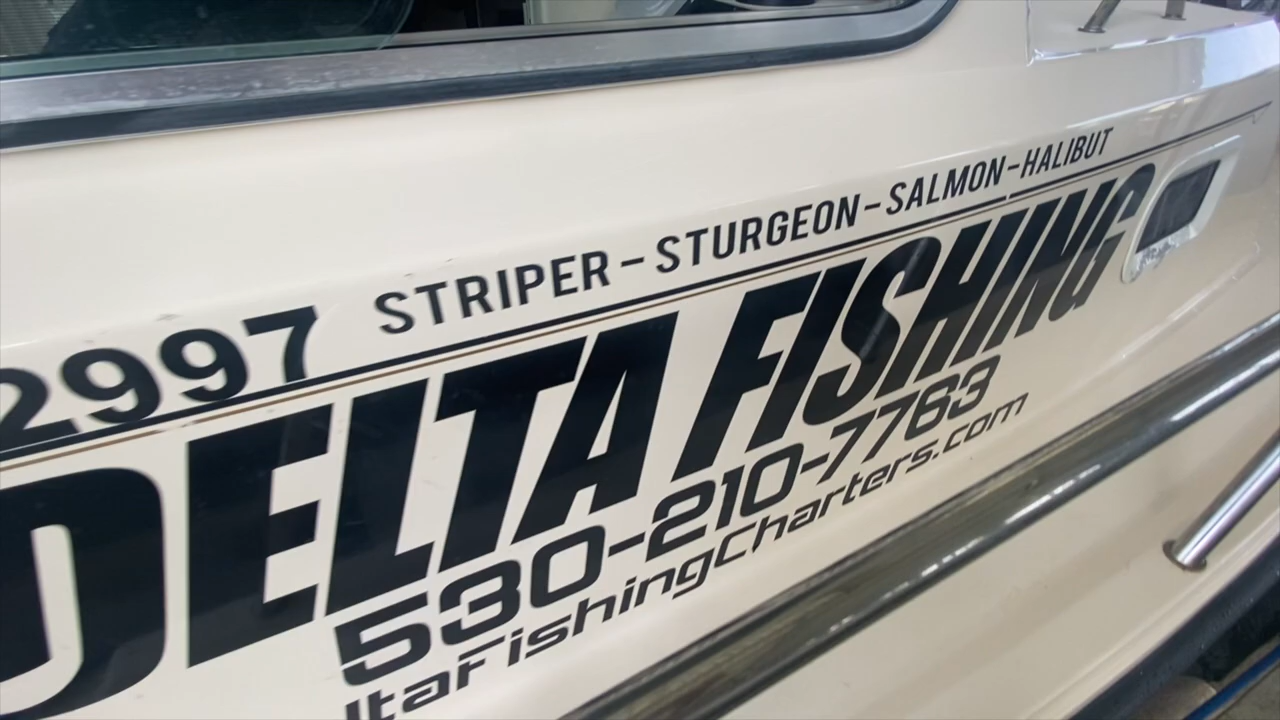 2997 STRIPER - STURGEON - SALMON - HALIBUT
DELTA FISHING
530-210-7763
ltaFishingCharters.com